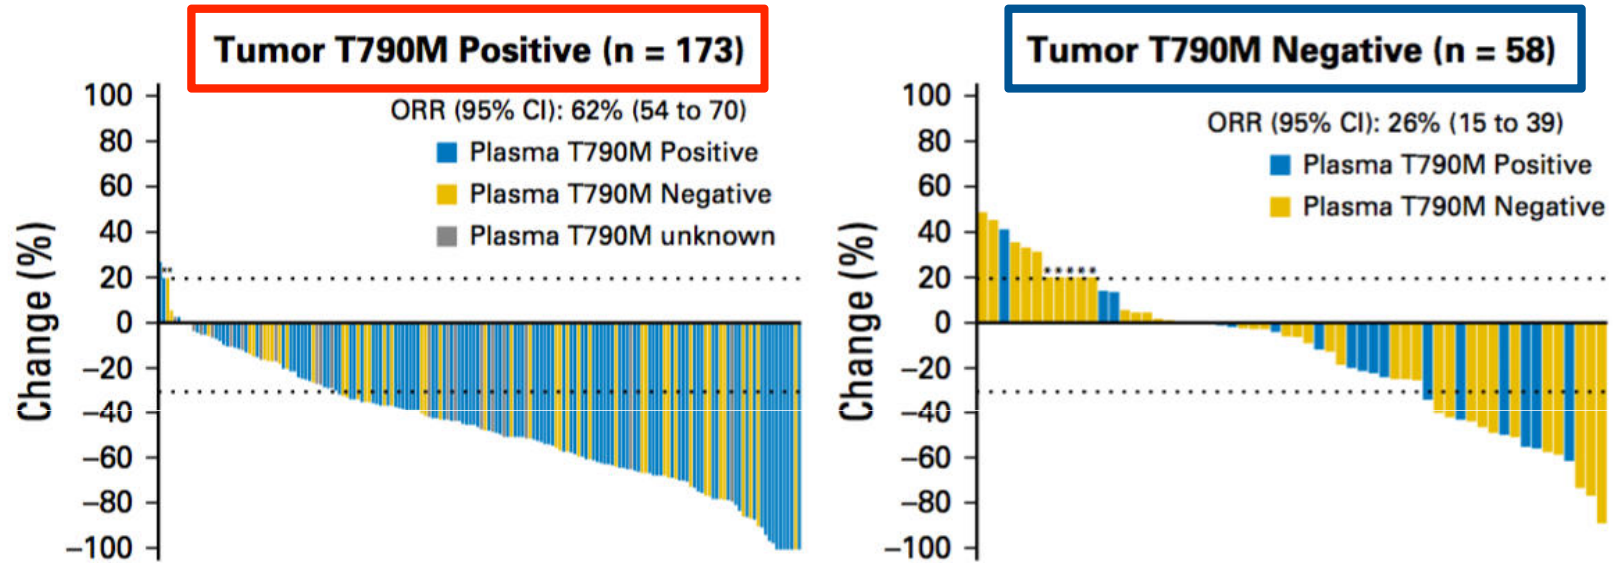 Tumor T790M Positive (n = 173)
ORR (95% CI): 62% (54 to 70)
Plasma T790M Positive
Plasma T790M Negative
Plasma T790M unknown
Change (%)
100
80
60
40
20
0
–20
–40
–60
–80
–100
**
Tumor T790M Negative (n = 58)
ORR (95% CI): 26% (15 to 39)
Plasma T790M Positive
Plasma T790M Negative
Change (%)
100
80
60
40
20
0
–20
–40
–60
–80
–100
*****